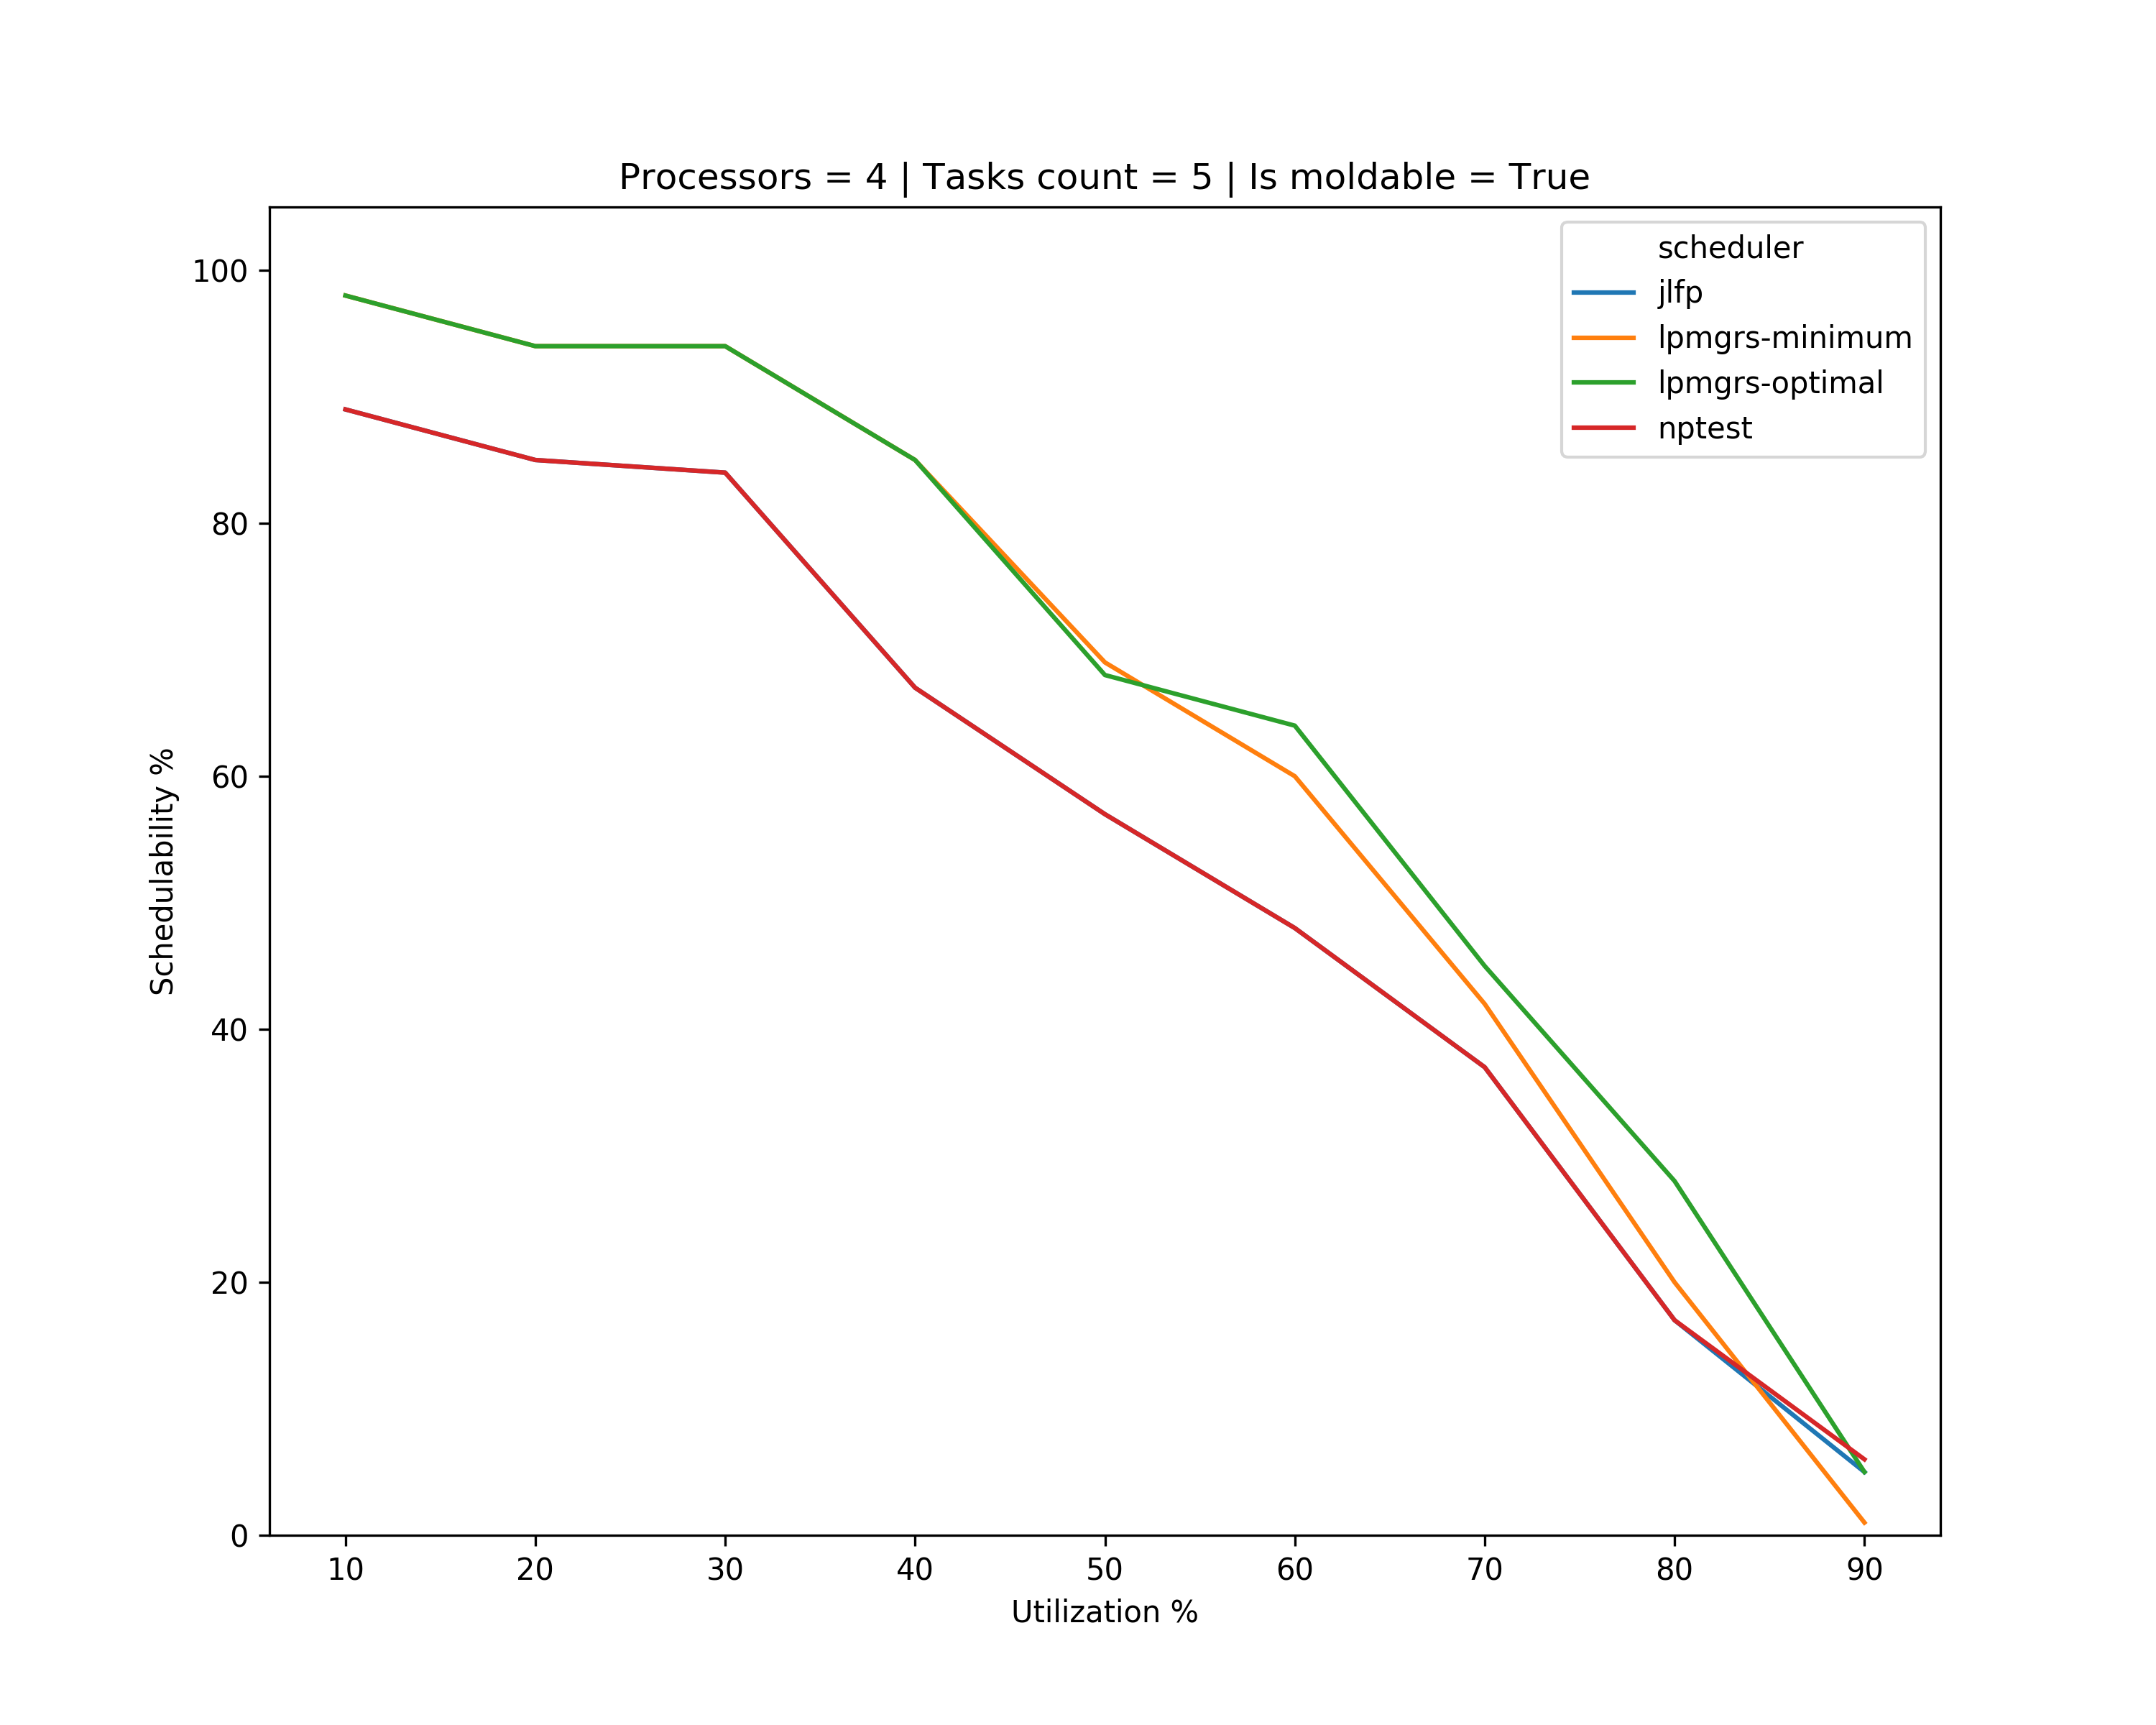 Processors = 4 | Tasks count = 5 | Is moldable = True
scheduler
jlfp
lpmgrs-minimum
lpmgrs-optimal
nptest
Schedulability %
100
80
60
40
20
0
10 20 30 40 50 60 70 80 90
Utilization %